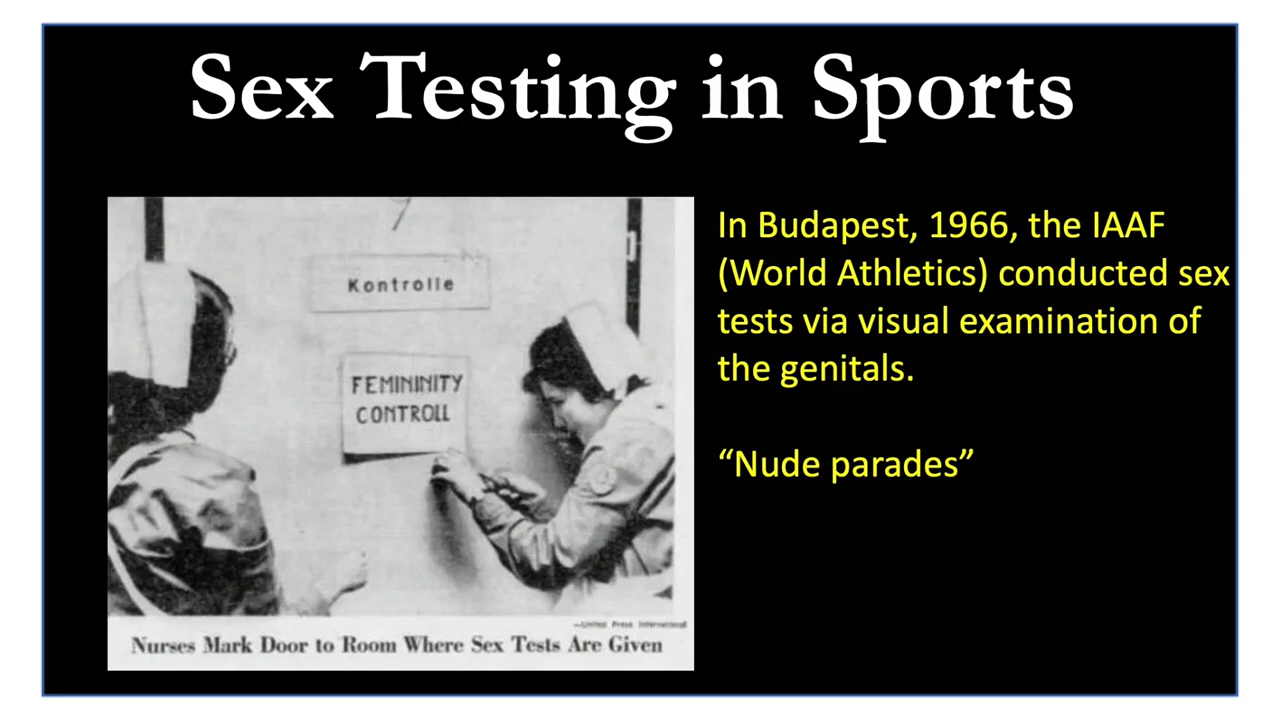 Sex Testing in Sports
Kontrolle
FEMININITY
CONTROLL
—United Press International
Nurses Mark Door to Room Where Sex Tests Are Given
In Budapest, 1966, the IAAF
(World Athletics) conducted sex
tests via visual examination of
the genitals.
“Nude parades”